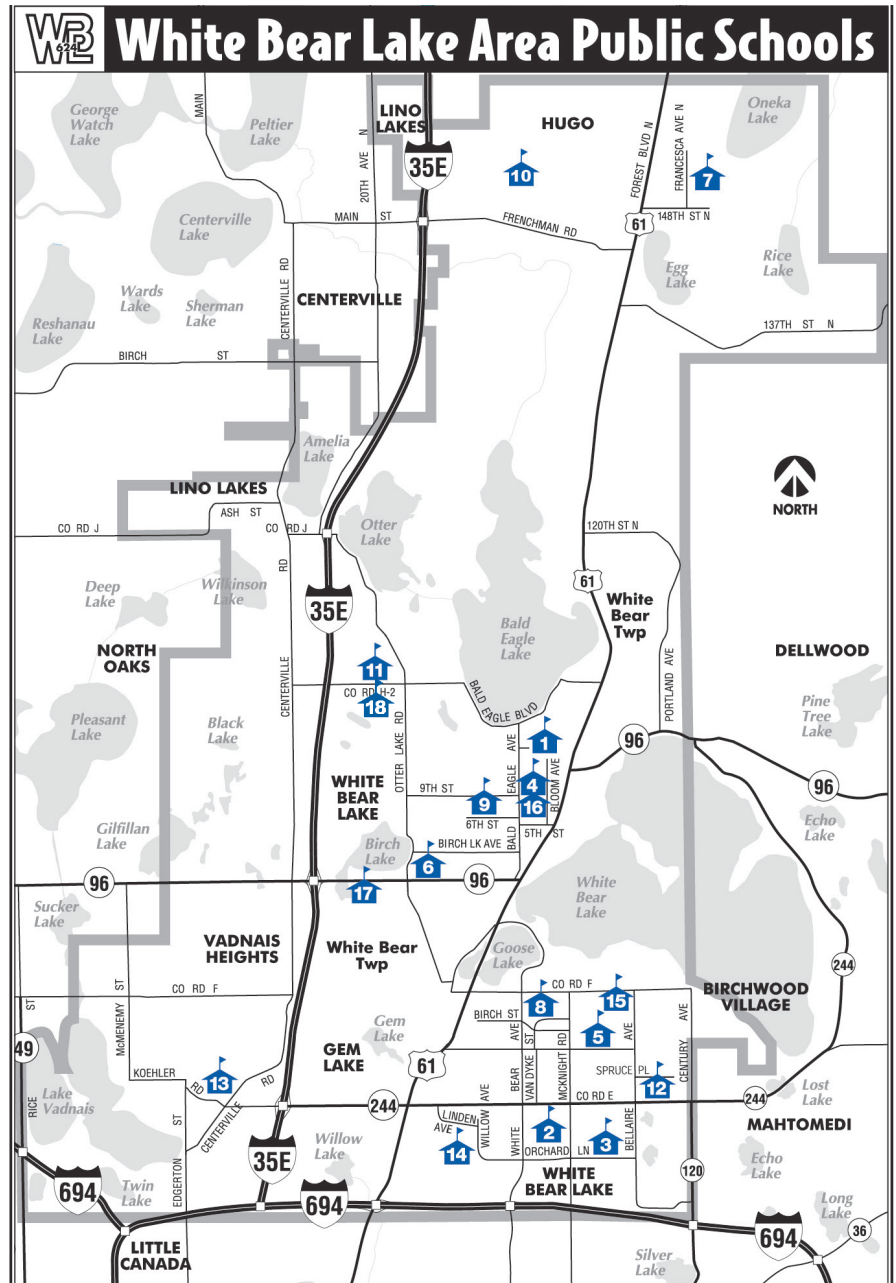 WBL
624
White Bear Lake Area Public Schools
George
Watch
Lake
MAIN
Peltier
Lake
20TH AVE N
LINO
LAKES
35E
HUGO
10
FOREST BLVD N
FRANCESCA AVE N
Oneka
Lake
7
148TH ST N
61
MAIN ST
FRENCHMAN RD
Centerville
Lake
CENTERVILLE RD
Egg
Lake
Rice
Lake
Wards
Lake
Sherman
Lake
CENTERVILLE
Reshanau
Lake
137TH ST N
BIRCH ST
Amelia
Lake
LINO LAKES
ASH ST
NORTH
CO RD J
CO RD J
Otter
Lake
120TH ST N
RD
Deep
Lake
Wilkinson
Lake
35E
61
White
Bear
Twp
Bald
Eagle
Lake
NORTH
OAKS
CENTERVILLE
11
CO RD H-2
18
BALD EAGLE BLVD
PORTLAND AVE
DELLWOOD
Pine
Tree
Lake
Pleasant
Lake
Black
Lake
OTTER LAKE RD
1
96
WHITE
BEAR
LAKE
9TH ST
BALD EAGLE AVE
4
BLOOM AVE
9
16
96
6TH ST
5TH ST
Echo
Lake
Gilfillan
Lake
Birch
Lake
BIRCH LK AVE
6
96
17
96
White
Bear
Lake
Sucker
Lake
VADNAIS
HEIGHTS
White Bear
Twp
Goose
Lake
244
CO RD F
CO RD F
15
BIRCHWOOD
VILLAGE
8
BIRCH ST
5
McMENEMY ST
49
Gem
Lake
GEM
LAKE
61
KOEHLER RD
13
CENTERVILLE RD
WHITE BEAR AVE
VAN DYKE ST
MCKNIGHT RD
SPRUCE PL
12
CENTURY AVE
Lake
Vadnais
RICE ST
244
CO RD E
244
Lost
Lake
LINDEN AVE
WILLOW AVE
2
3
BELLAIRE AVE
MAHTOMEDI
EDGERTON ST
35E
Willow
Lake
14
ORCHARD LN
WHITE
BEAR LAKE
120
Echo
Lake
694
Twin
Lake
694
Long
Lake
694
36
LITTLE
CANADA
Silver
Lake